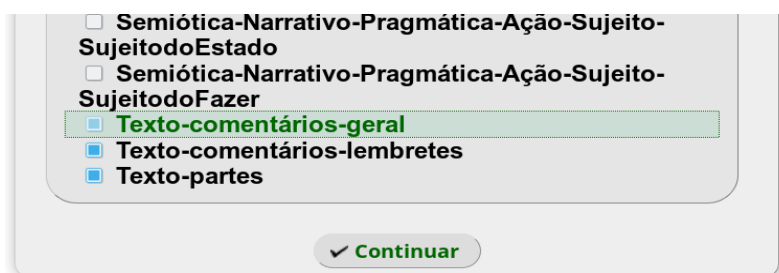 Semiótica-Narrativo-Pragmática-Ação-Sujeito-
SujeitodoEstado
Semiótica-Narrativo-Pragmática-Ação-Sujeito-
SujeitodoFazer
Texto-comentários-geral
Texto-comentários-lembretes
Texto-partes
Continuar